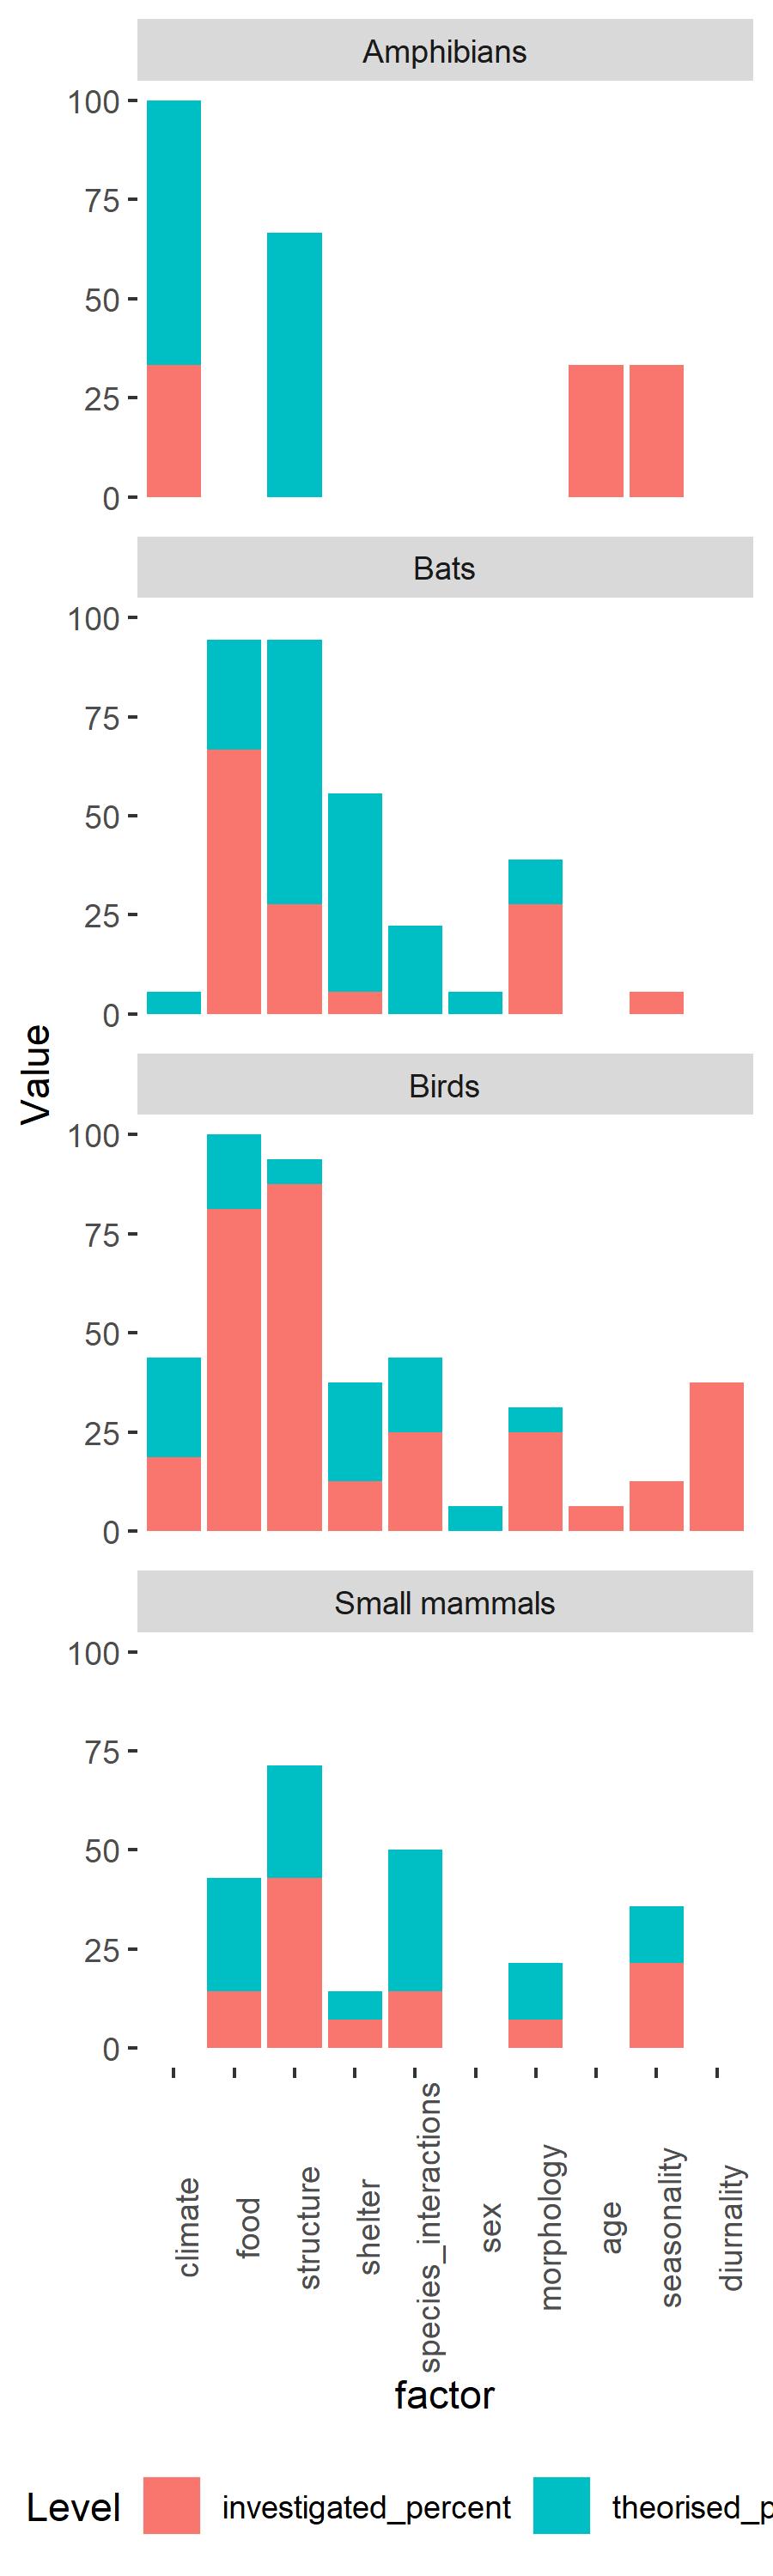 Amphibians
100
75
50
25
0
Bats
100
75
50
25
0
Birds
100
75
50
25
0
Small mammals
100
75
50
25
0
Value
climate
food
structure
shelter
species_interactions
sex
morphology
age
seasonality
diurnality
factor
Level
investigated_percent
theorised_p